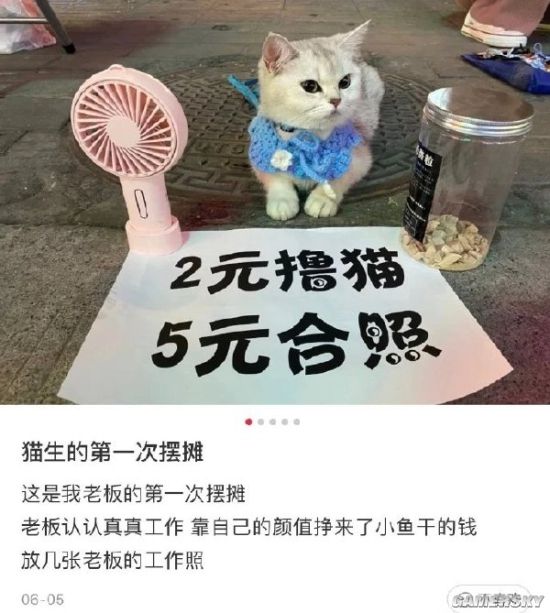 2元撸猫
5元合照
猫生的第一次摆摊
这是我老板的第一次摆摊
老板认认真真工作 靠自己的颜值挣来了小鱼干的钱
放几张老板的工作照
06-05
GAMERSKY